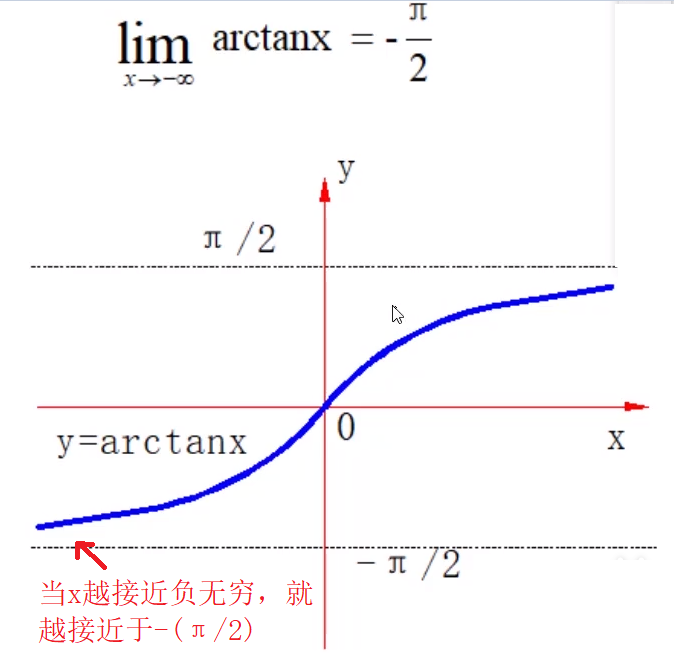 lim arctanx = - π/2
x→-∞
y
π/2
0
y=arctanx
x
-π/2
当x越接近负无穷，就
越接近于-(π/2)